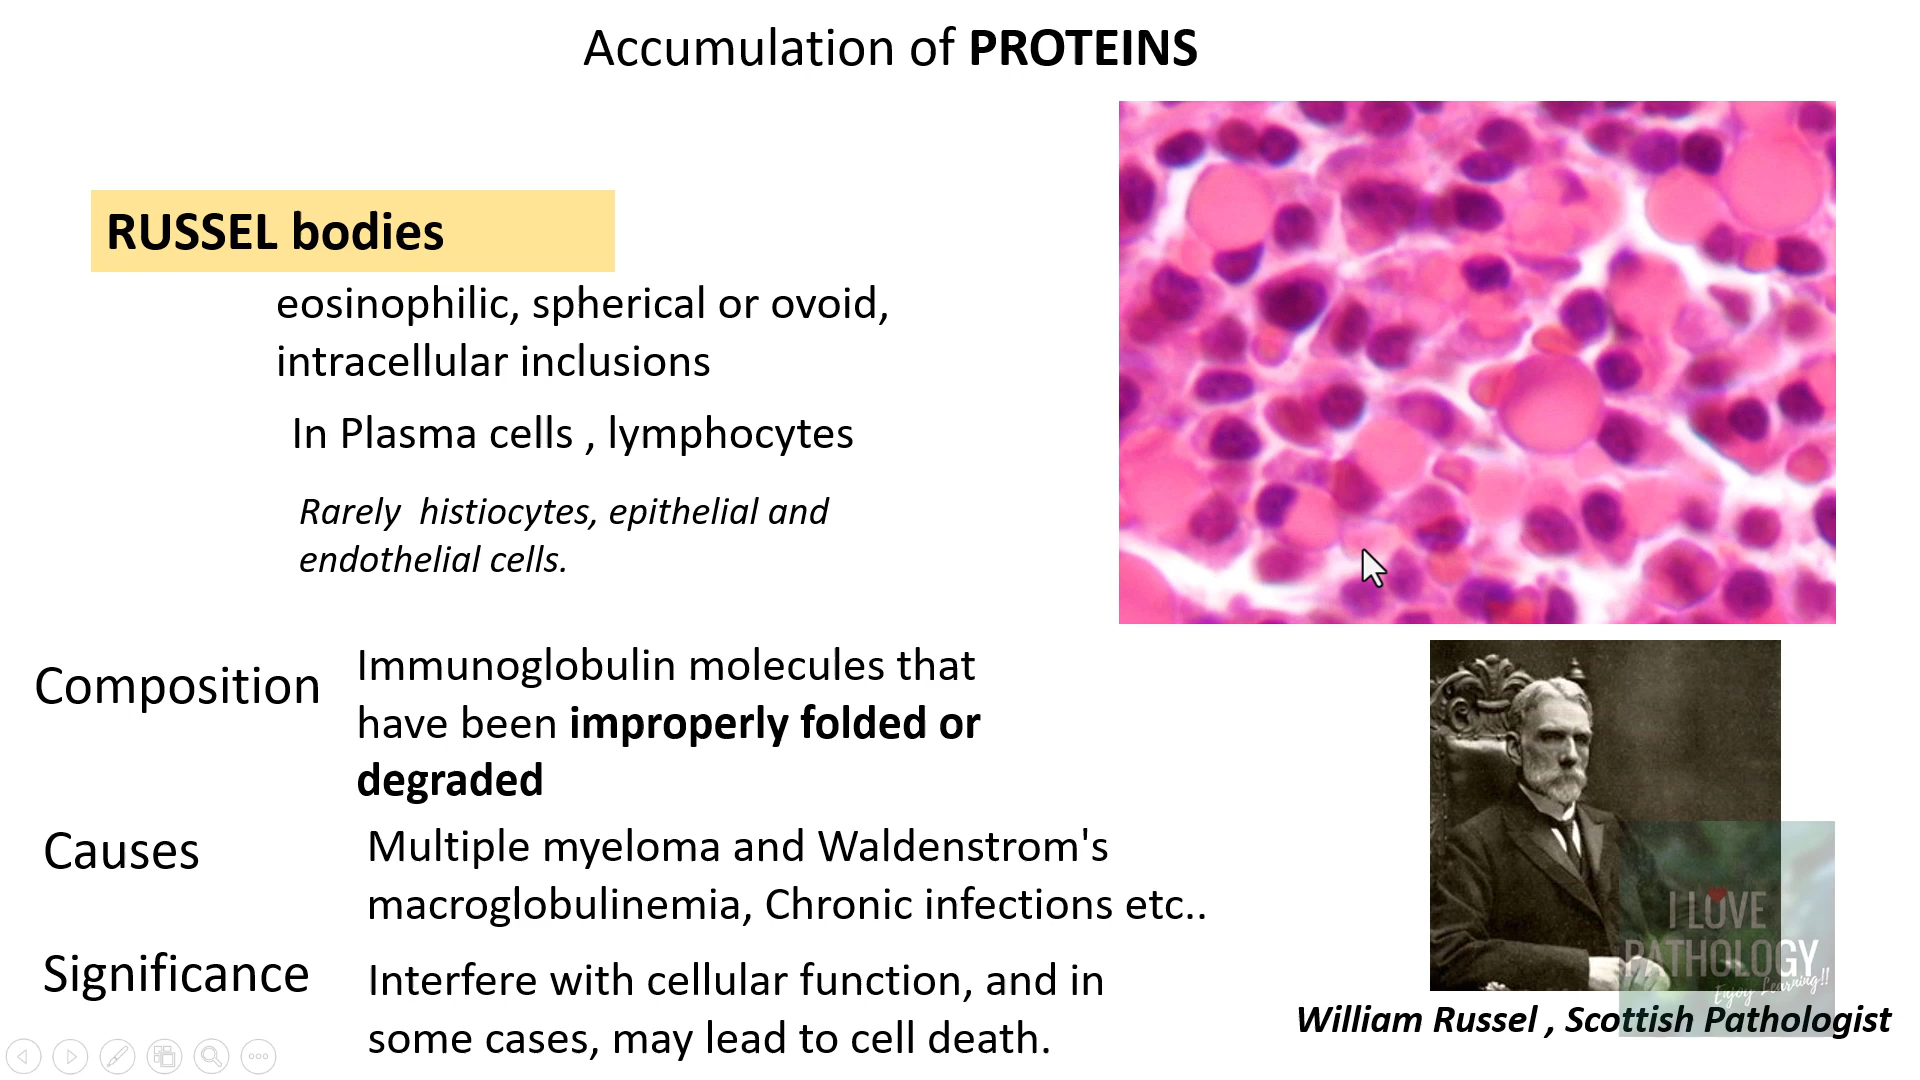 Accumulation of PROTEINS
RUSSEL bodies
eosinophilic, spherical or ovoid,
intracellular inclusions
In Plasma cells , lymphocytes
Rarely  histiocytes, epithelial and
endothelial cells.
Composition
Immunoglobulin molecules that
have been improperly folded or
degraded
Causes
Multiple myeloma and Waldenstrom's
macroglobulinemia, Chronic infections etc..
Significance
Interfere with cellular function, and in
some cases, may lead to cell death.
I LOVE
PATHOLOGY
Enjoy Learning!!
William Russel , Scottish Pathologist